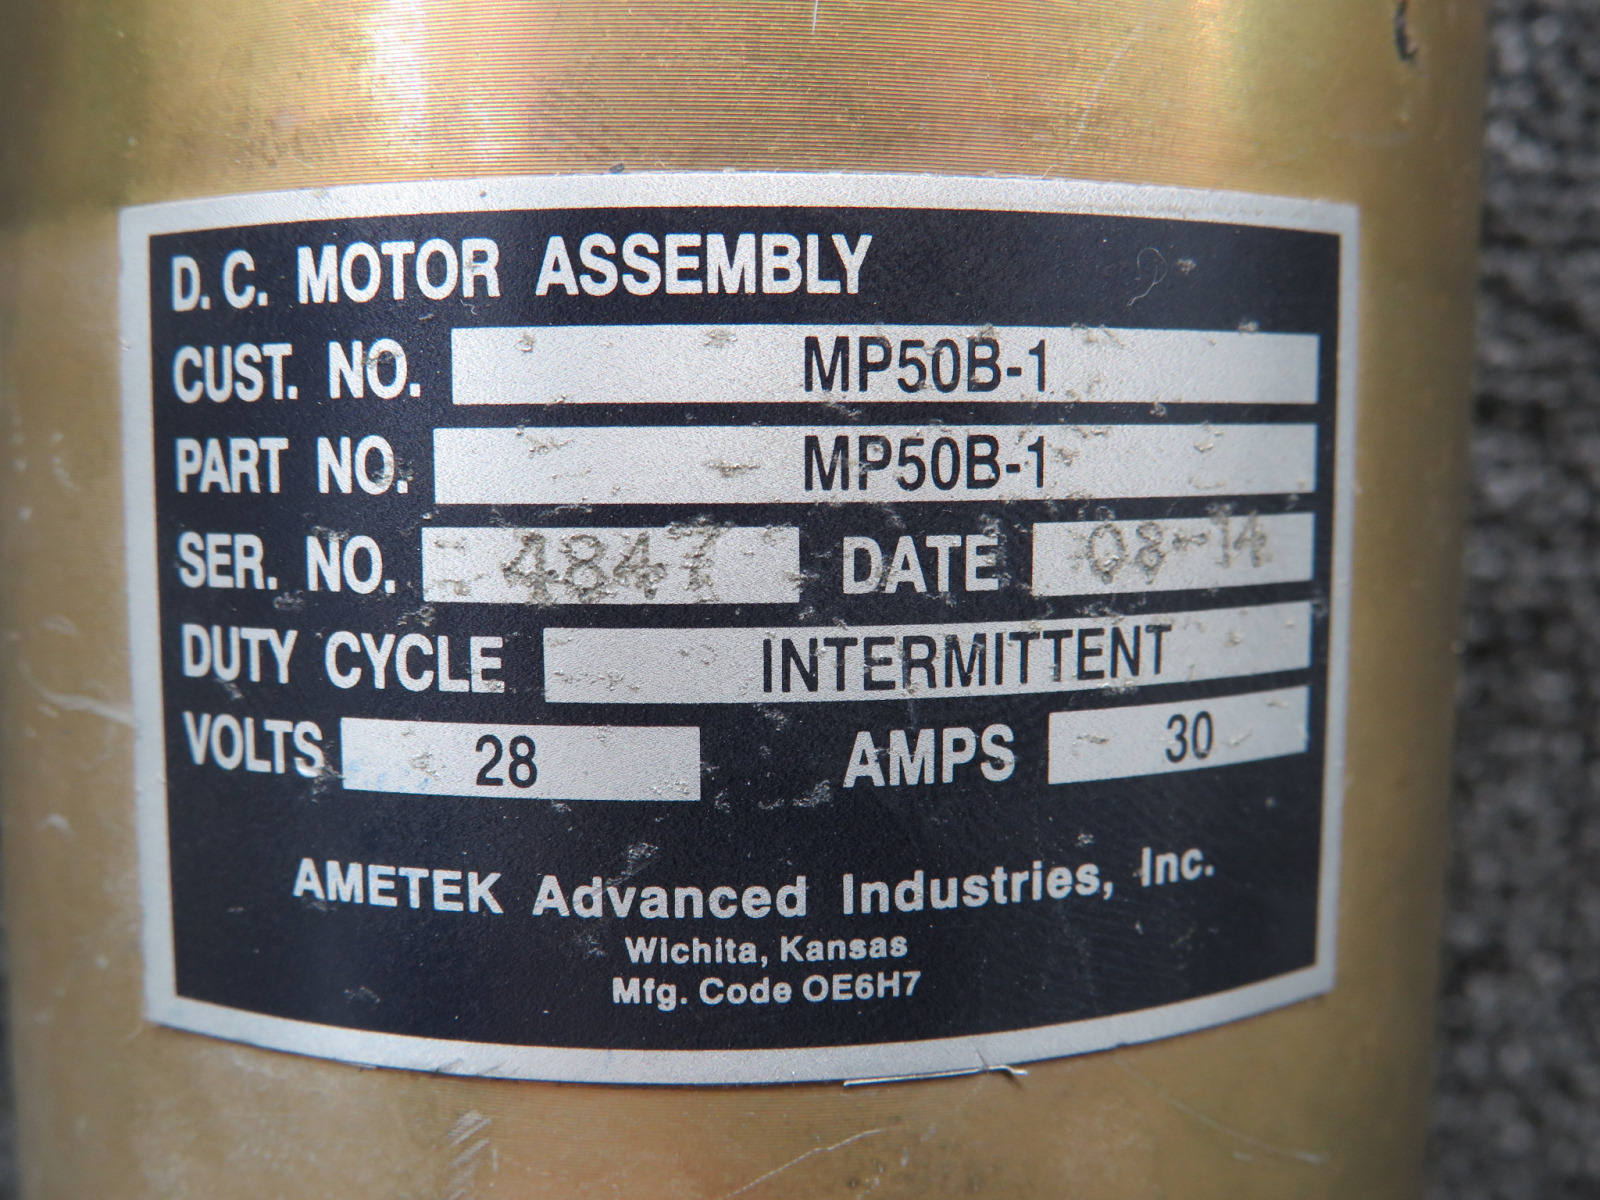 D. C. MOTOR ASSEMBLY
CUST. NO. MP50B-1
PART NO. MP50B-1
SER. NO. 4847 DATE 08-14
DUTY CYCLE INTERMITTENT
VOLTS 28 AMPS 30
AMETEK Advanced Industries, Inc.
Wichita, Kansas
Mfg. Code OE6H7